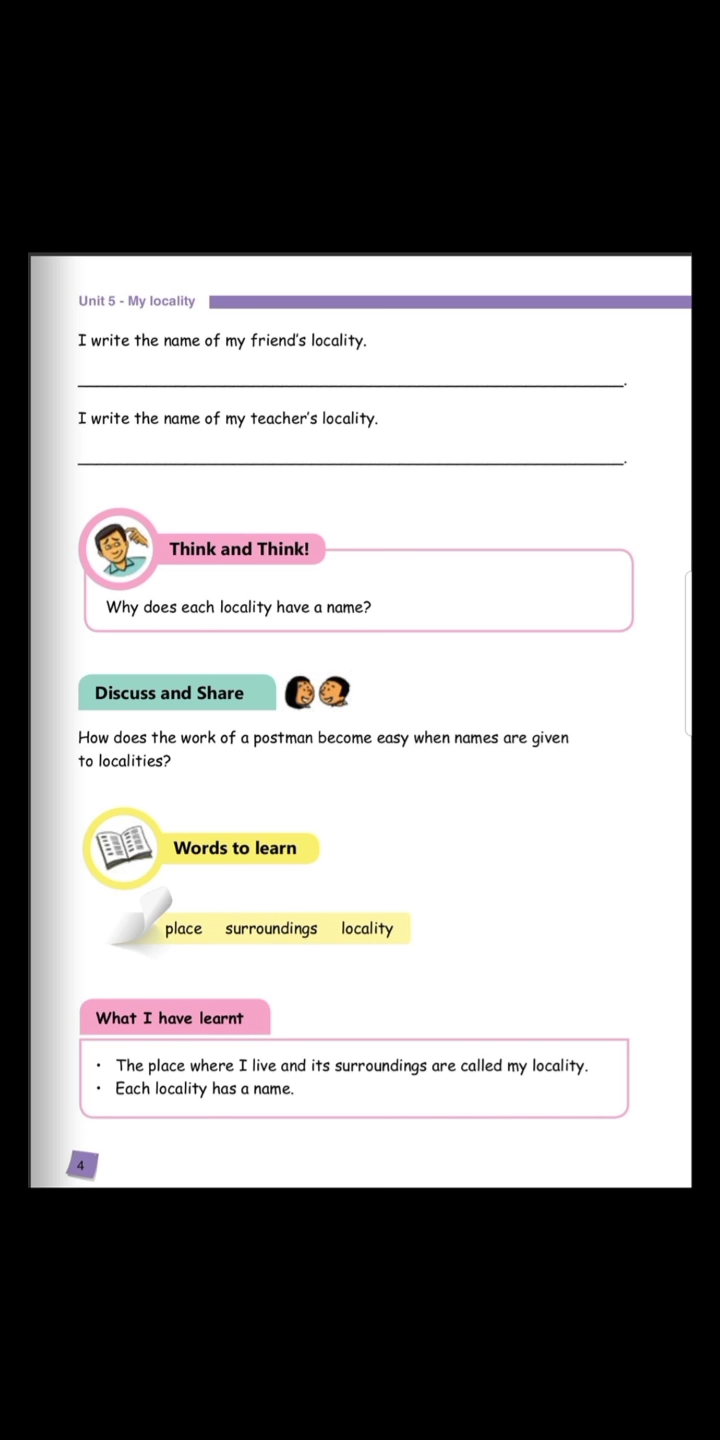 Unit 5 - My locality
I write the name of my friend's locality.
.
I write the name of my teacher's locality.
.
Think and Think!
Why does each locality have a name?
Discuss and Share
How does the work of a postman become easy when names are given
to localities?
Words to learn
place surroundings locality
What I have learnt
• The place where I live and its surroundings are called my locality.
• Each locality has a name.
4